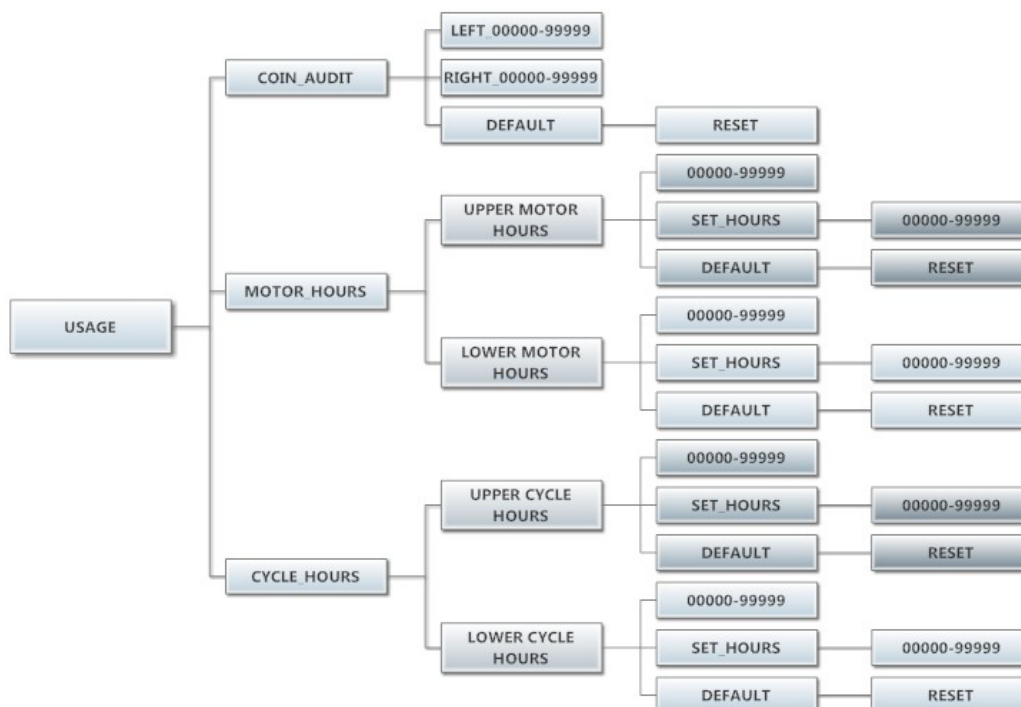 LEFT_00000-99999
COIN_AUDIT
RIGHT_00000-99999
DEFAULT
RESET
00000-99999
UPPER MOTOR
HOURS
SET_HOURS
00000-99999
DEFAULT
RESET
MOTOR_HOURS
00000-99999
USAGE
LOWER MOTOR
HOURS
SET_HOURS
00000-99999
DEFAULT
RESET
00000-99999
UPPER CYCLE
HOURS
SET_HOURS
00000-99999
DEFAULT
RESET
CYCLE_HOURS
00000-99999
LOWER CYCLE
HOURS
SET_HOURS
00000-99999
DEFAULT
RESET